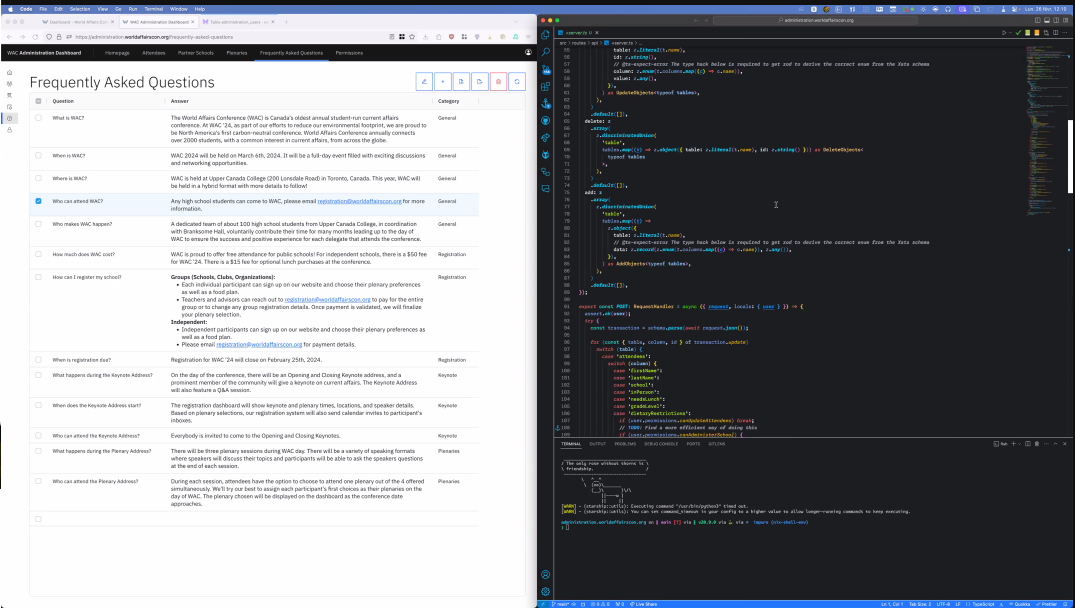 Code File Edit Selection View Go Run Terminal Window Help
Lun. 26 févr. 17:10
WAC Administration Dashboard
https://administration.worldaffairscon.org/frequently-asked-questions
WAC Administration Dashboard Homepage Attendees Partner Schools Plenaries Frequently Asked Questions Permissions
Frequently Asked Questions
Question Answer Category
What is WAC? The World Affairs Conference (WAC) is Canada's oldest annual student-run current affairs General
conference. At WAC '24, as part of our efforts to reduce our environmental footprint, we are proud to
be North America's first carbon-neutral conference. World Affairs Conference annually connects
over 2000 students, with a common interest in current affairs, from across the globe.
When is WAC? WAC 2024 will be held on March 6th, 2024. It will be a full-day event filled with exciting discussions General
and networking opportunities.
Where is WAC? WAC is held at Upper Canada College (200 Lonsdale Road) in Toronto, Canada. This year, WAC will General
be held in a hybrid format with more details to follow!
Who can attend WAC? Any high school students can come to WAC, please email registration@worldaffairscon.org for more General
information.
Who makes WAC happen? A dedicated team of about 100 high school students from Upper Canada College, in coordination General
with Branksome Hall, voluntarily contribute their time for many months leading up to the day of
WAC to ensure the success and positive experience for each delegate that attends the conference.
How much does WAC cost? WAC is proud to offer free attendance for public schools! For independent schools, there is a $50 fee Registration
for WAC '24. There is a $15 fee for optional lunch purchases at the conference.
How can I register my school? Groups (Schools, Clubs, Organizations): Registration
• Each individual participant can sign up on our website and choose their plenary preferences
as well as a food plan.
• Teachers and advisors can reach out to registration@worldaffairscon.org to pay for the entire
group or to change any group registration details. Once payment is validated, we will finalize
your plenary selection.
Independent:
• Independent participants can sign up on our website and choose their plenary preferences as
well as a food plan.
• Please email registration@worldaffairscon.org for payment details.
When is registration due? Registration for WAC '24 will close on February 25th, 2024. Registration
What happens during the Keynote Address? On the day of the conference, there will be an Opening and Closing Keynote address, and a Keynote
prominent member of the community will give a keynote on current affairs. The Keynote Address
will also feature a Q&A session.
When does the Keynote Address start? The registration dashboard will show keynote and plenary times, locations, and speaker details. Keynote
Based on plenary selections, our registration system will also send calendar invites to participant's
inboxes.
Who can attend the Keynote Address? Everybody is invited to come to the Opening and Closing Keynotes. Keynote
What happens during the Plenary Address? There will be three plenary sessions during WAC day. There will be a variety of speaking formats Plenaries
where speakers will discuss their topics and participants will be able to ask the speakers questions
at the end of each session.
Who can attend the Plenary Address? During each session, attendees have the option to choose to attend one plenary out of the 4 offered Plenaries
simultaneously. We'll try our best to assign each participant's first choices as their plenaries on the
day of WAC. The plenary chosen will be displayed on the dashboard as the conference date
approaches.
administration.worldaffairscon.org
+server.ts
src › routes › api › +server.ts › ...
55 table: z.literal(t.name),
56 id: z.string(),
// @ts-expect-error The type hack below is required to get zod to derive the correct enum from the Xata schema
column: z.enum(t.columns.map((c) => c.name)),
value: z.any(),
}),
) as UpdateObjects<typeof tables>,
),
)
.default([]),
delete: z
.array(
z.discriminatedUnion(
'table',
tables.map((t) => z.object({ table: z.literal(t.name), id: z.string() })) as DeleteObjects<
typeof tables
>,
),
)
.default([]),
add: z
.array(
z.discriminatedUnion(
'table',
tables.map((t) =>
z.object({
table: z.literal(t.name),
// @ts-expect-error The type hack below is required to get zod to derive the correct enum from the Xata schema
data: z.record(z.enum(t.columns.map((c) => c.name)), z.any()),
}),
) as AddObjects<typeof tables>,
),
)
.default([]),
});
export const POST: RequestHandler = async ({ request, locals: { user } }) => {
assert.ok(user);
try {
const transaction = schema.parse(await request.json());
for (const { table, column, id } of transaction.update)
switch (table) {
case 'attendees':
switch (column) {
case 'firstName':
case 'lastName':
case 'school':
case 'inPerson':
case 'needsLunch':
case 'gradeLevel':
case 'dietaryRestrictions':
if (user.permissions.canUpdateAttendees) break;
// TODO: Find a more efficient way of doing this
if (user.permissions.canAdministerSchool) {
TERMINAL OUTPUT PROBLEMS DEBUG CONSOLE PORTS GITLENS
/ The only rose without thorns is \
\ friendship. /
[WARN] - (starship::utils): Executing command "/usr/bin/python3" timed out.
[WARN] - (starship::utils): You can set command_timeout in your config to a higher value to allow longer-running commands to keep executing.
administration.worldaffairscon.org on main [!] via v20.9.0 via impure (nix-shell-env)
main* Live Share
Ln 1, Col 1 Tab Size: 2 UTF-8 LF TypeScript Quokka Prettier